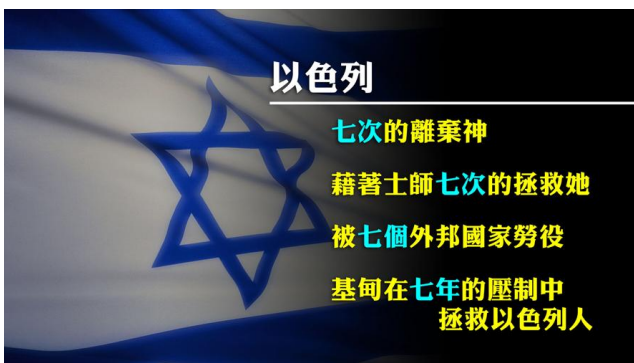 以色列
七次的離棄神
藉著士師七次的拯救她
被七個外邦國家勞役
基甸在七年的壓制中
拯救以色列人